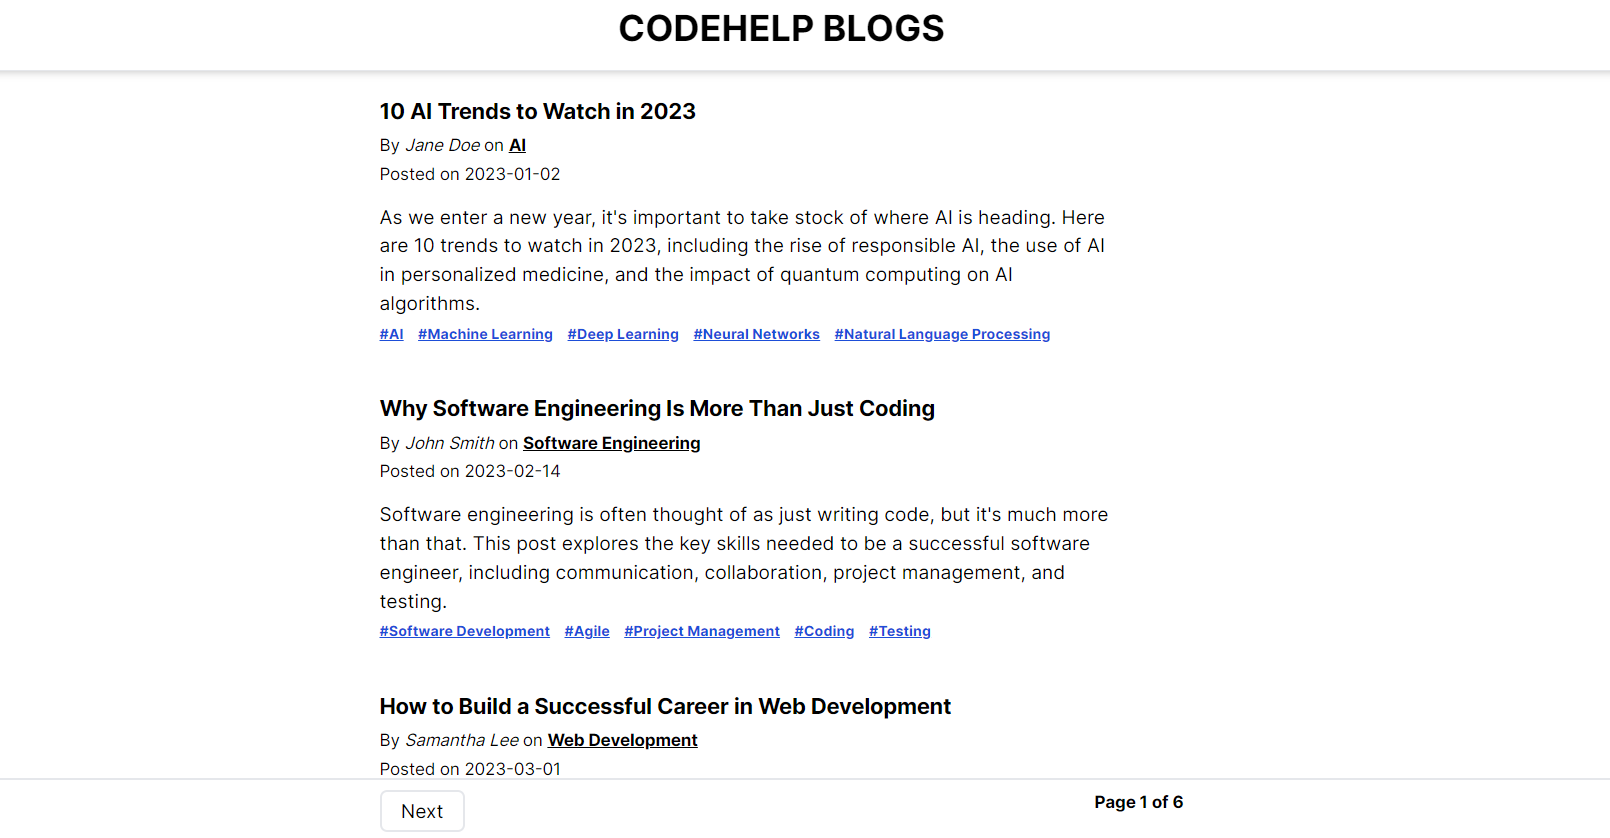 CODEHELP BLOGS
10 AI Trends to Watch in 2023
By Jane Doe on AI
Posted on 2023-01-02
As we enter a new year, it's important to take stock of where AI is heading. Here
are 10 trends to watch in 2023, including the rise of responsible AI, the use of AI
in personalized medicine, and the impact of quantum computing on AI
algorithms.
#AI #Machine Learning #Deep Learning #Neural Networks #Natural Language Processing
Why Software Engineering Is More Than Just Coding
By John Smith on Software Engineering
Posted on 2023-02-14
Software engineering is often thought of as just writing code, but it's much more
than that. This post explores the key skills needed to be a successful software
engineer, including communication, collaboration, project management, and
testing.
#Software Development #Agile #Project Management #Coding #Testing
How to Build a Successful Career in Web Development
By Samantha Lee on Web Development
Posted on 2023-03-01
Next
Page 1 of 6